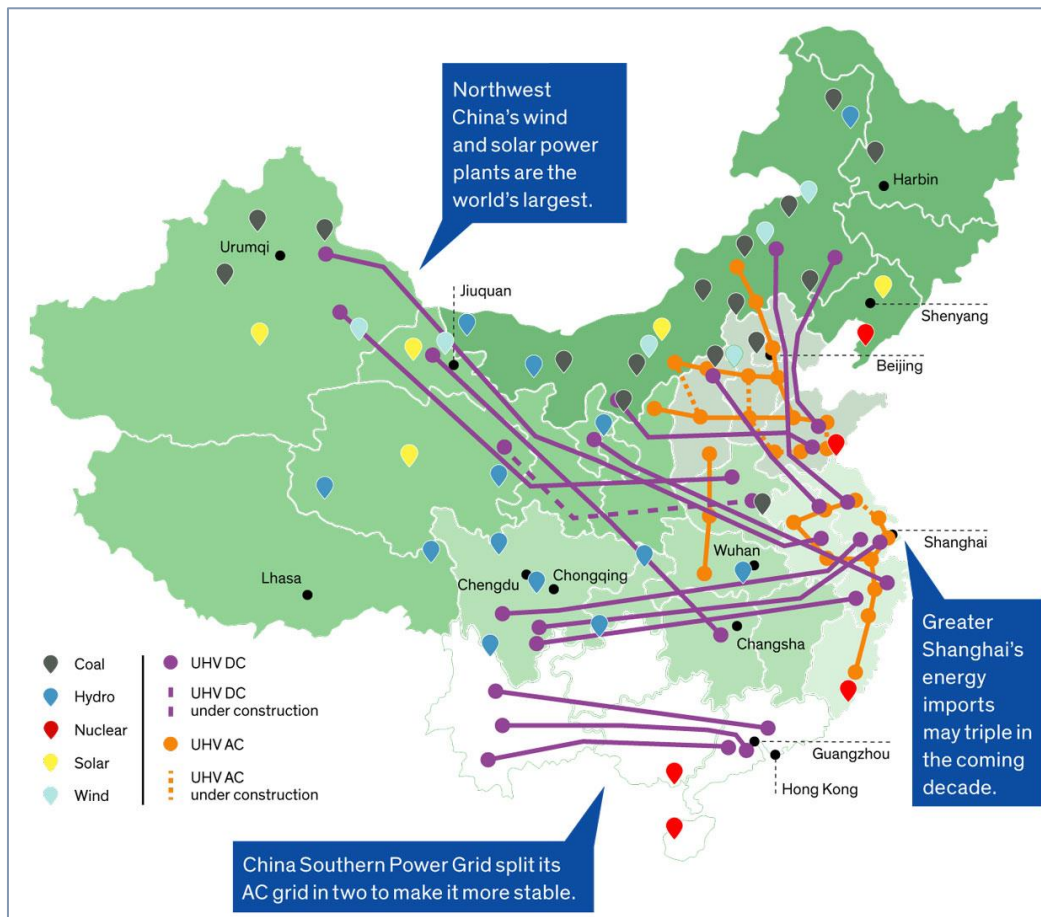 Northwest
China's wind
and solar power
plants are the
world's largest.
Harbin
Urumqi
Jiuquan
Shenyang
Beijing
Shanghai
Wuhan
Lhasa
Chengdu
Chongqing
Changsha
Greater
Shanghai's
energy
imports
may triple in
the coming
decade.
Coal
Hydro
Nuclear
Solar
Wind
UHV DC
UHV DC
under construction
UHV AC
UHV AC
under construction
Guangzhou
Hong Kong
China Southern Power Grid split its
AC grid in two to make it more stable.